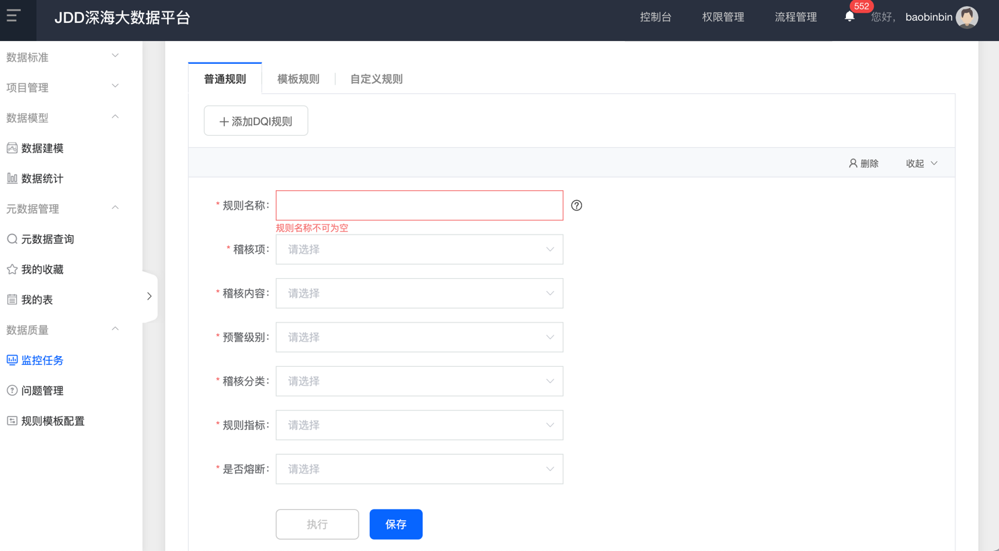 JDD深海大数据平台
控制台
权限管理
流程管理
552
您好，
baobinbin
数据标准
项目管理
数据模型
数据建模
数据统计
元数据管理
元数据查询
我的收藏
我的表
数据质量
监控任务
问题管理
规则模板配置
普通规则
模板规则
自定义规则
添加DQI规则
删除
收起
* 规则名称：
规则名称不可为空
* 稽核项：
请选择
* 稽核内容：
请选择
* 预警级别：
请选择
* 稽核分类：
请选择
* 规则指标：
请选择
* 是否熔断：
请选择
执行
保存